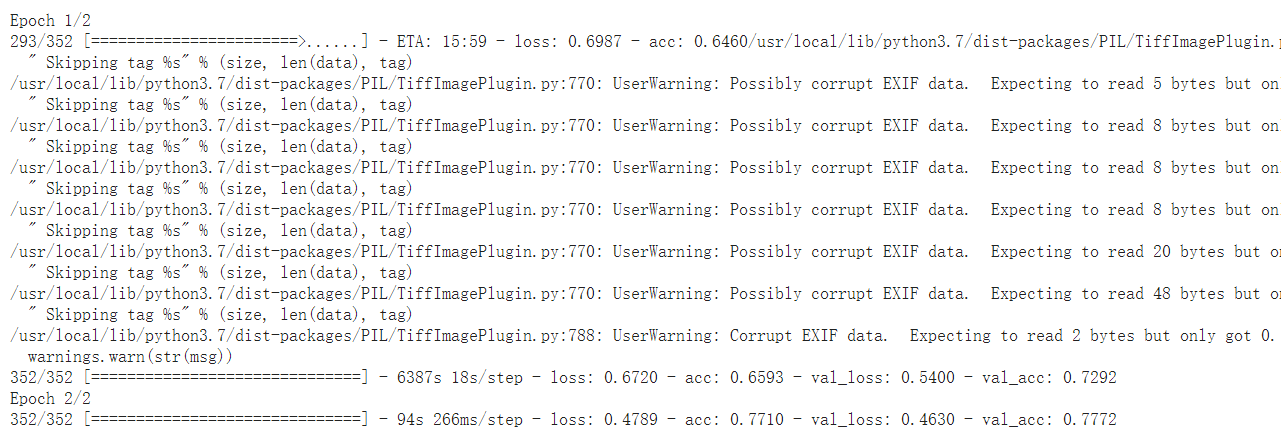 Epoch 1/2
293/352 [=======================>......] - ETA: 15:59 - loss: 0.6987 - acc: 0.6460/usr/local/lib/python3.7/dist-packages/PIL/TiffImagePlugin.
" Skipping tag %s" % (size, len(data), tag)
/usr/local/lib/python3.7/dist-packages/PIL/TiffImagePlugin.py:770: UserWarning: Possibly corrupt EXIF data.  Expecting to read 5 bytes but
" Skipping tag %s" % (size, len(data), tag)
/usr/local/lib/python3.7/dist-packages/PIL/TiffImagePlugin.py:770: UserWarning: Possibly corrupt EXIF data.  Expecting to read 8 bytes but
" Skipping tag %s" % (size, len(data), tag)
/usr/local/lib/python3.7/dist-packages/PIL/TiffImagePlugin.py:770: UserWarning: Possibly corrupt EXIF data.  Expecting to read 8 bytes but
" Skipping tag %s" % (size, len(data), tag)
/usr/local/lib/python3.7/dist-packages/PIL/TiffImagePlugin.py:770: UserWarning: Possibly corrupt EXIF data.  Expecting to read 8 bytes but
" Skipping tag %s" % (size, len(data), tag)
/usr/local/lib/python3.7/dist-packages/PIL/TiffImagePlugin.py:770: UserWarning: Possibly corrupt EXIF data.  Expecting to read 20 bytes but
" Skipping tag %s" % (size, len(data), tag)
/usr/local/lib/python3.7/dist-packages/PIL/TiffImagePlugin.py:770: UserWarning: Possibly corrupt EXIF data.  Expecting to read 48 bytes but
" Skipping tag %s" % (size, len(data), tag)
/usr/local/lib/python3.7/dist-packages/PIL/TiffImagePlugin.py:788: UserWarning: Corrupt EXIF data.  Expecting to read 2 bytes but only got 0.
warnings.warn(str(msg))
352/352 [==============================] - 6387s 18s/step - loss: 0.6720 - acc: 0.6593 - val_loss: 0.5400 - val_acc: 0.7292
Epoch 2/2
352/352 [==============================] - 94s 266ms/step - loss: 0.4789 - acc: 0.7710 - val_loss: 0.4630 - val_acc: 0.7772